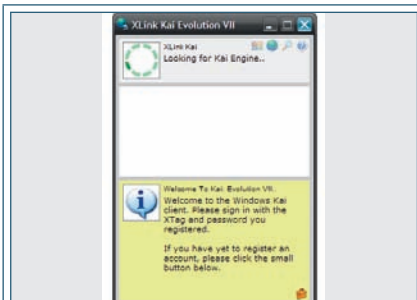 XLink Kai Evolution VII
XLink Kai
Looking for Kai Engine..
Welcome To Kai: Evolution VII.
Welcome to the Windows Kai
client. Please sign in with the
XTag and password you
registered.
If you have yet to register an
account, please click the small
button below.